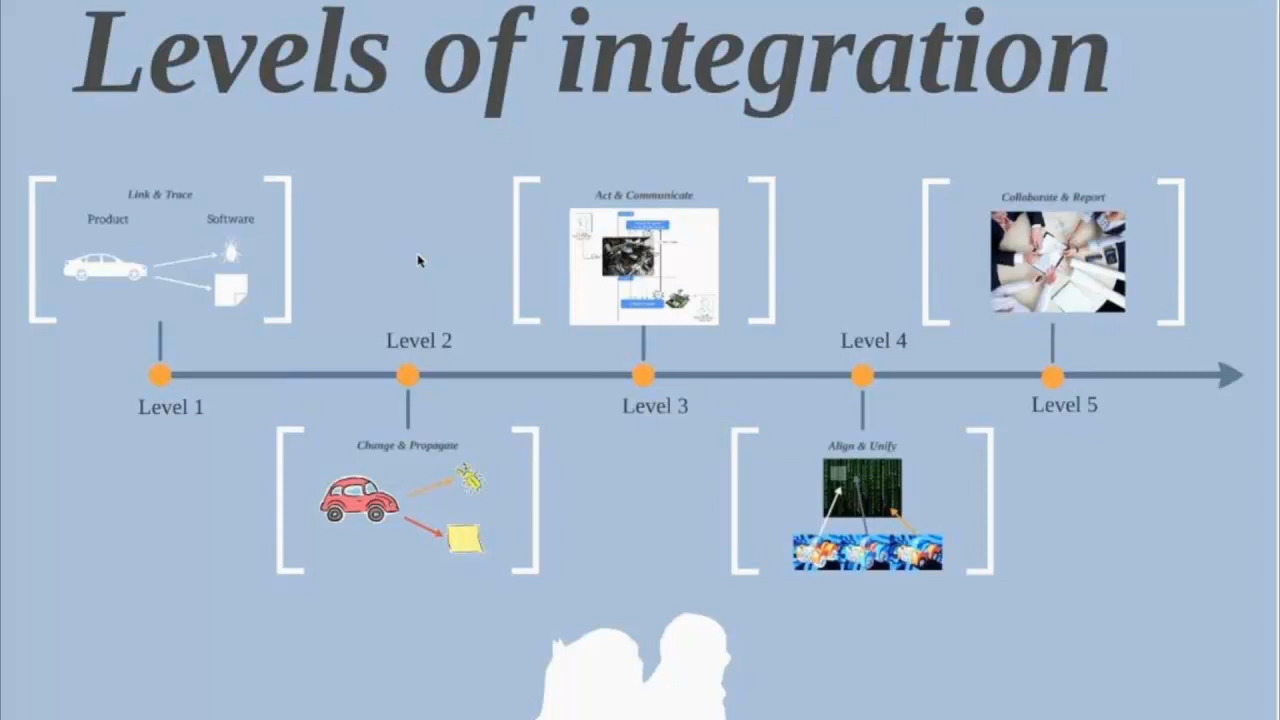 Levels of integration
Link & Trace
Product Software
Act & Communicate
Collaborate & Report
Level 2
Level 4
Level 1
Level 3
Level 5
Change & Propagate
Align & Unify